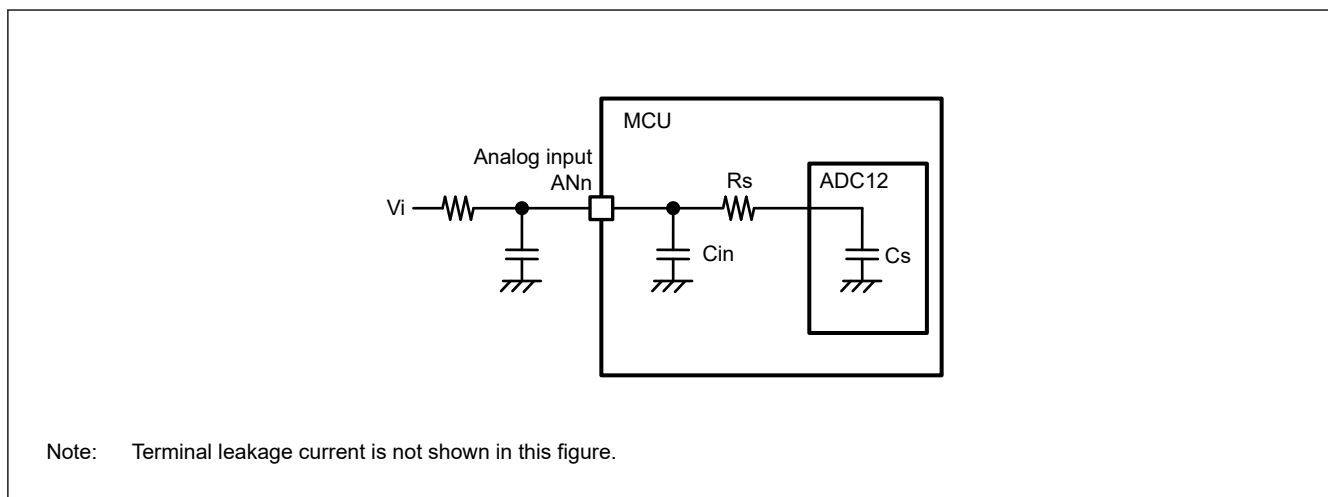 MCU
Analog input
ANn
Rs
ADC12
Vi
Cin
Cs
Note: Terminal leakage current is not shown in this figure.